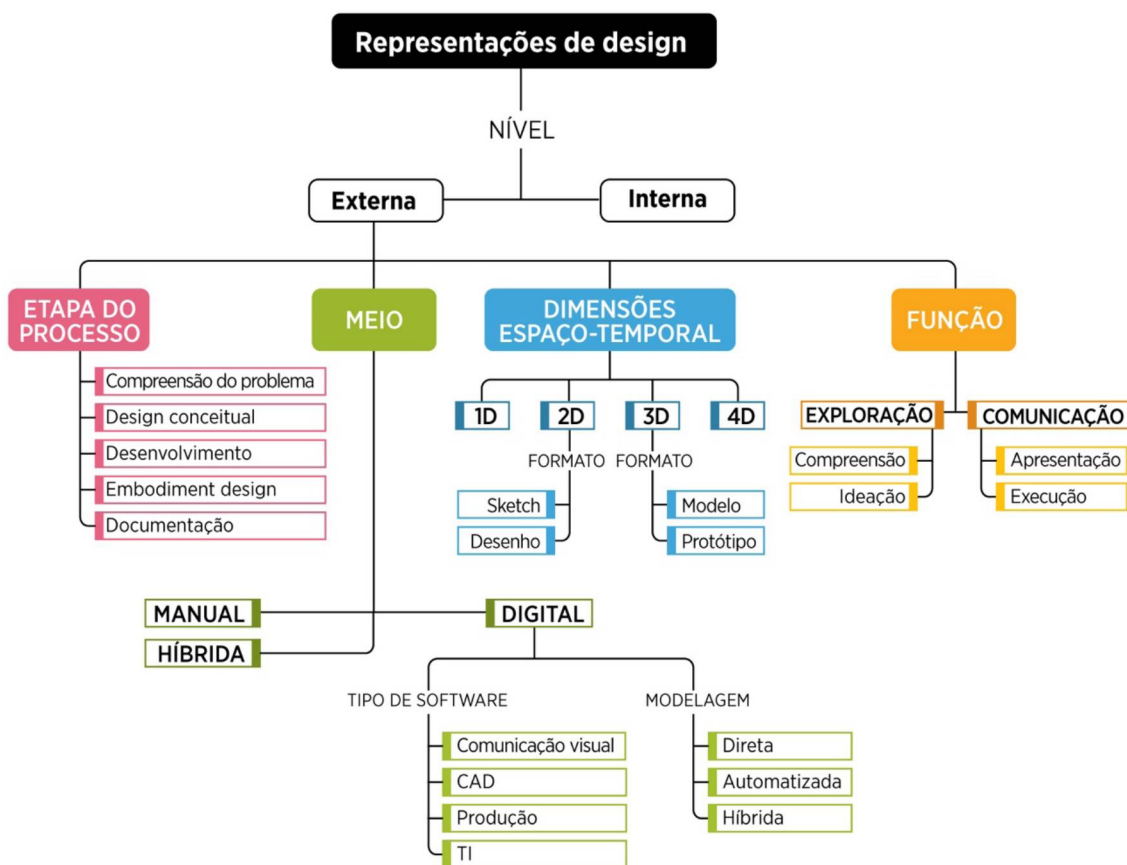 Representações de design
NÍVEL
Externa
Interna
ETAPA DO
PROCESSO
Compreensão do problema
Design conceitual
Desenvolvimento
Embodiment design
Documentação
MEIO
MANUAL
HÍBRIDA
DIGITAL
TIPO DE SOFTWARE
Comunicação visual
CAD
Produção
TI
MODELAGEM
Direta
Automatizada
Híbrida
DIMENSÕES
ESPAÇO-TEMPORAL
1D
2D
3D
4D
FORMATO
Sketch
Desenho
FORMATO
Modelo
Protótipo
FUNÇÃO
EXPLORAÇÃO
Compreensão
Ideação
COMUNICAÇÃO
Apresentação
Execução